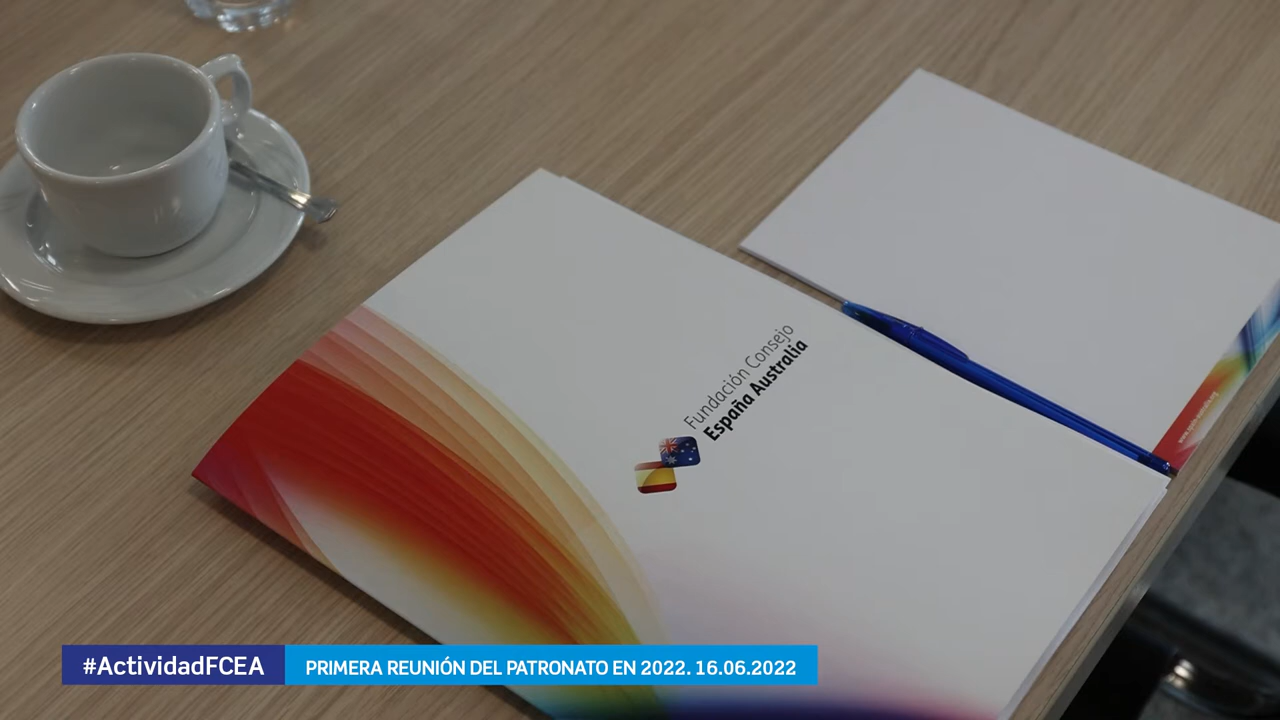 Fundación Consejo
España Australia
#ActividadFCEA
PRIMERA REUNIÓN DEL PATRONATO EN 2022. 16.06.2022